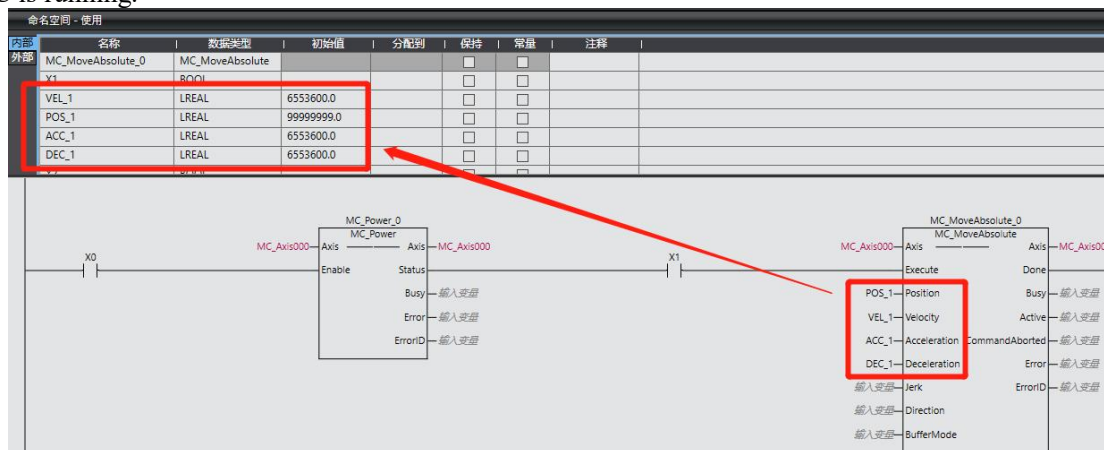 is running.
命名空间 - 使用
内部 名称 数据类型 初始值 分配到 保持 常量 注释
外部 MC_MoveAbsolute_0 MC_MoveAbsolute
X1 BOOL
VEL_1 LREAL 6553600.0
POS_1 LREAL 99999999.0
ACC_1 LREAL 6553600.0
DEC_1 LREAL 6553600.0
MC_Power_0 MC_MoveAbsolute_0
MC_Power MC_MoveAbsolute
MC_Axis000 Axis Axis MC_Axis000 MC_Axis000 Axis Axis MC_Axis00
X0 Enable Status X1 Execute Done
Busy 输入变量 POS_1 Position Busy 输入变量
Error 输入变量 VEL_1 Velocity Active 输入变量
ErrorID 输入变量 ACC_1 Acceleration CommandAborted 输入变量
DEC_1 Deceleration Error 输入变量
输入变量 Jerk ErrorID 输入变量
输入变量 Direction
输入变量 BufferMode